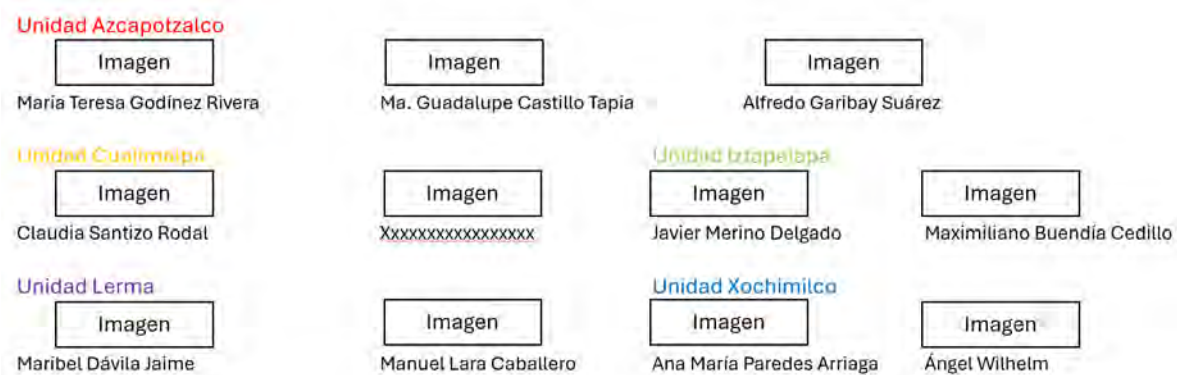 Unidad Azcapotzalco
Imagen Imagen Imagen
María Teresa Godínez Rivera Ma. Guadalupe Castillo Tapia Alfredo Garibay Suárez
Unidad Cuajimalpa Unidad Iztapalapa
Imagen Imagen Imagen Imagen
Claudia Santizo Rodal Xxxxxxxxxxxxxxxxx Javier Merino Delgado Maximiliano Buendía Cedillo
Unidad Lerma Unidad Xochimilco
Imagen Imagen Imagen Imagen
Maribel Dávila Jaime Manuel Lara Caballero Ana María Paredes Arriaga Ángel Wilhelm